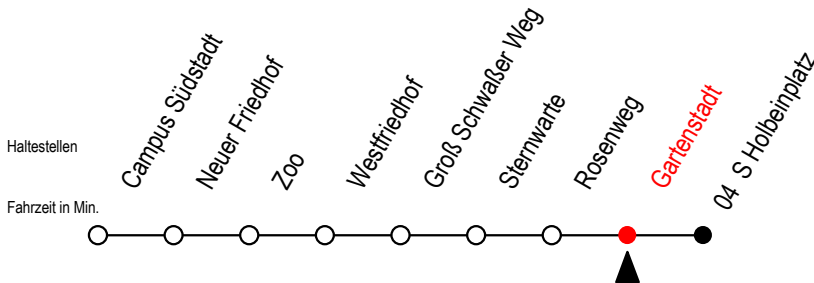 Haltestellen
Campus Südstadt
Neuer Friedhof
Zoo
Westfriedhof
Groß Schwaßer Weg
Sternwarte
Rosenweg
Gartenstadt
04 S Holbeinplatz
Fahrzeit in Min.